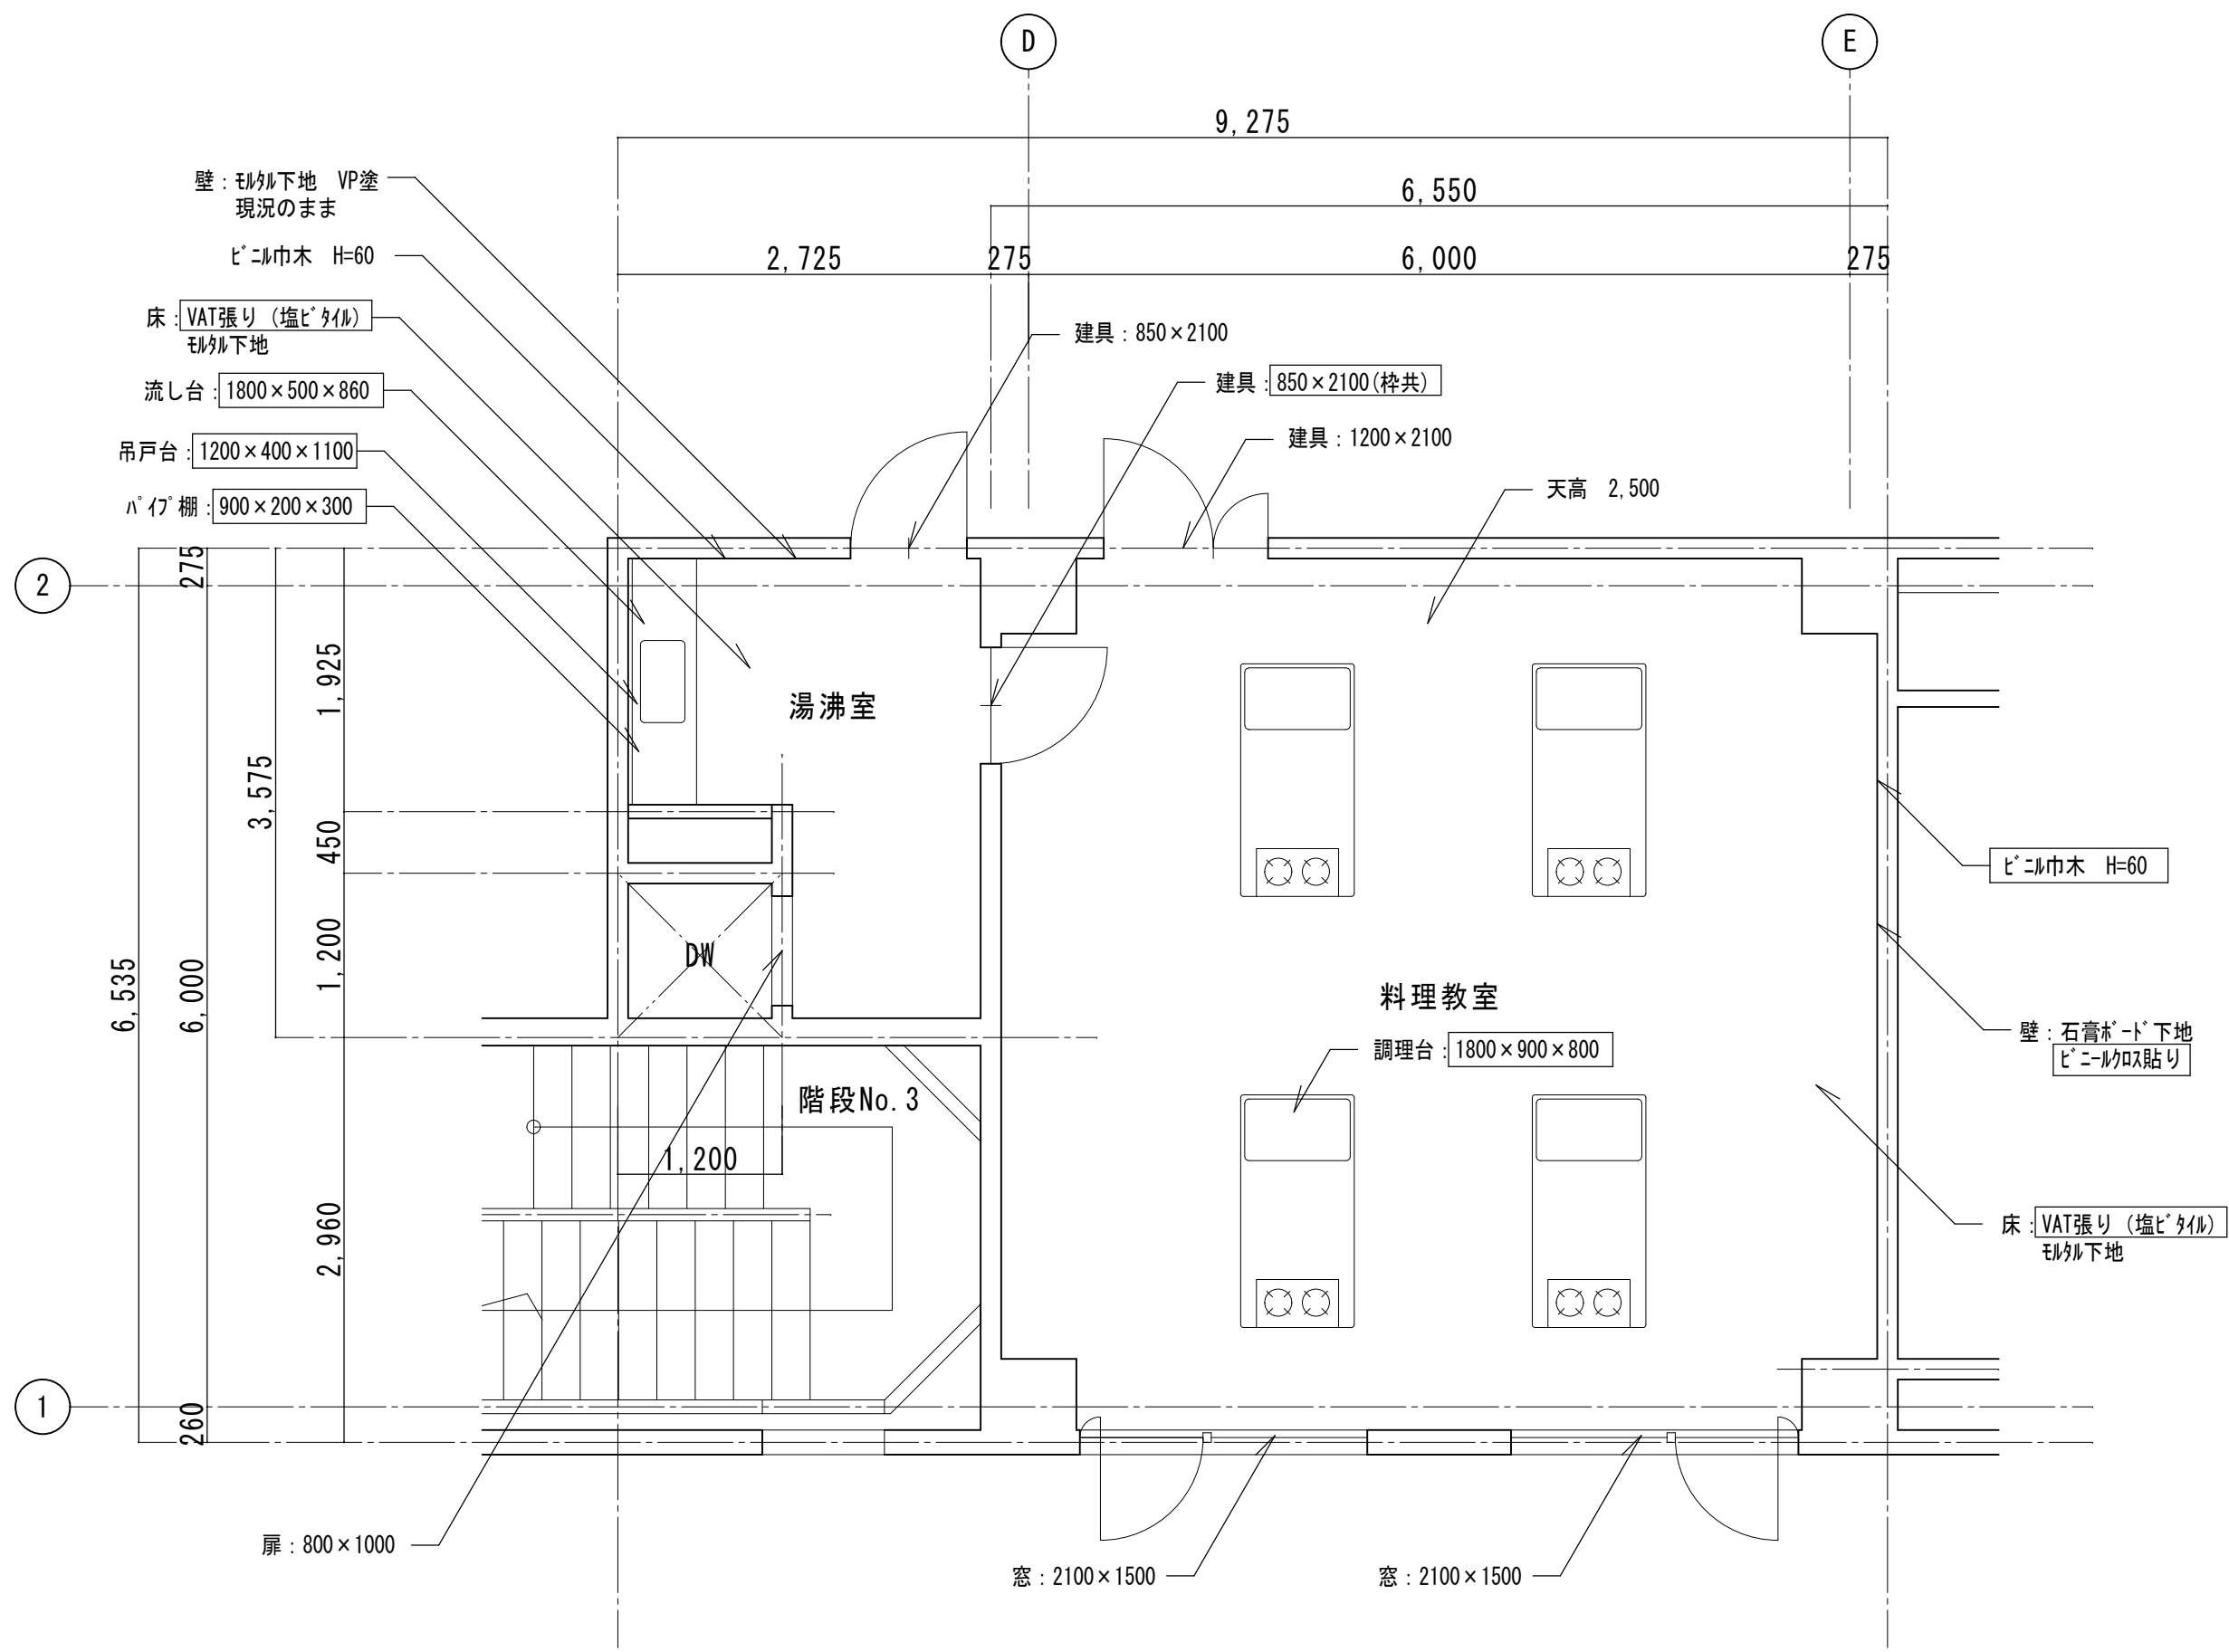 D
E
9,275
6,550
2,725
275
6,000
275
壁：ﾓﾙﾀﾙ下地　VP塗
現況のまま
ﾋﾞﾆﾙ巾木　H=60
床：VAT張り（塩ﾋﾞﾀｲﾙ）
ﾓﾙﾀﾙ下地
流し台：1800×500×860
吊戸台：1200×400×1100
ﾊﾟｲﾌﾟ棚：900×200×300
建具：850×2100
建具：850×2100(枠共)
建具：1200×2100
天高　2,500
2
275
1,925
3,575
450
1,200
6,535
6,000
2,960
260
1
湯沸室
DW
料理教室
調理台：1800×900×800
階段No.3
1,200
ﾋﾞﾆﾙ巾木　H=60
壁：石膏ﾎﾞｰﾄﾞ下地
ﾋﾞﾆｰﾙｸﾛｽ貼り
床：VAT張り（塩ﾋﾞﾀｲﾙ）
ﾓﾙﾀﾙ下地
扉：800×1000
窓：2100×1500
窓：2100×1500